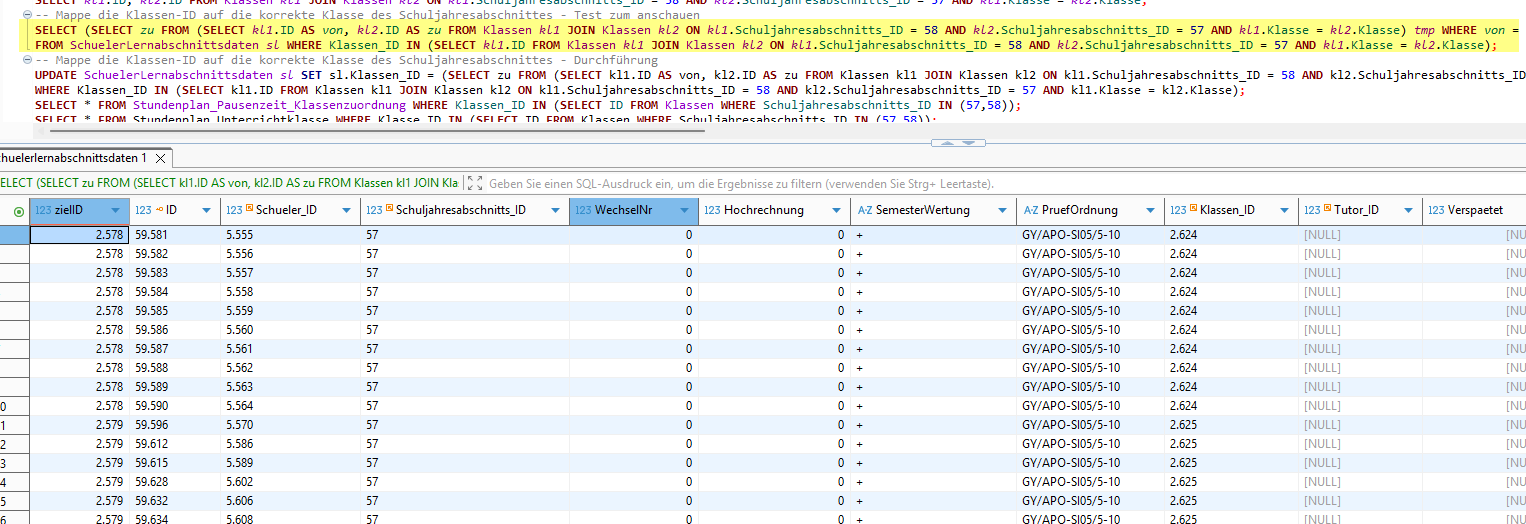 SELECT kl1.ID, kl2.ID FROM Klassen kl1 JOIN Klassen kl2 ON kl1.Schuljahresabschnitts_ID = 58 AND kl2.Schuljahresabschnitts_ID = 57 AND kl1.Klasse = kl2.Klasse;
-- Mappe die Klassen-ID auf die korrekte Klasse des Schuljahresabschnittes - Test zum anschauen
SELECT (SELECT zu FROM (SELECT kl1.ID AS von, kl2.ID AS zu FROM Klassen kl1 JOIN Klassen kl2 ON kl1.Schuljahresabschnitts_ID = 58 AND kl2.Schuljahresabschnitts_ID = 57 AND kl1.Klasse = kl2.Klasse) tmp WHERE von =
FROM SchuelerLernabschnittsdaten sl WHERE Klassen_ID IN (SELECT kl1.ID FROM Klassen kl1 JOIN Klassen kl2 ON kl1.Schuljahresabschnitts_ID = 58 AND kl2.Schuljahresabschnitts_ID = 57 AND kl1.Klasse = kl2.Klasse);
-- Mappe die Klassen-ID auf die korrekte Klasse des Schuljahresabschnittes - Durchführung
UPDATE SchuelerLernabschnittsdaten sl SET sl.Klassen_ID = (SELECT zu FROM (SELECT kl1.ID AS von, kl2.ID AS zu FROM Klassen kl1 JOIN Klassen kl2 ON kl1.Schuljahresabschnitts_ID = 58 AND kl2.Schuljahresabschnitts_ID
WHERE Klassen_ID IN (SELECT kl1.ID FROM Klassen kl1 JOIN Klassen kl2 ON kl1.Schuljahresabschnitts_ID = 58 AND kl2.Schuljahresabschnitts_ID = 57 AND kl1.Klasse = kl2.Klasse);
SELECT * FROM Stundenplan_Pausenzeit_Klassenzuordnung WHERE Klassen_ID IN (SELECT ID FROM Klassen WHERE Schuljahresabschnitts_ID IN (57,58));
SELECT * FROM Stundenplan_Unterrichtklasse WHERE Klasse_ID IN (SELECT ID FROM Klassen WHERE Schuljahresabschnitts_ID IN (57,58));
chuelerlernabschnittsdaten 1
ELECT (SELECT zu FROM (SELECT kl1.ID AS von, kl2.ID AS zu FROM Klassen kl1 JOIN Kla Geben Sie einen SQL-Ausdruck ein, um die Ergebnisse zu filtern (verwenden Sie Strg+ Leertaste).
123 zielID 123 ID 123 Schueler_ID 123 Schuljahresabschnitts_ID 123 WechselNr 123 Hochrechnung A-Z SemesterWertung A-Z PruefOrdnung 123 Klassen_ID 123 Tutor_ID 123 Verspaetet
2.578 59.581 5.555 57 0 0 + GY/APO-SI05/5-10 2.624 [NULL] [NU
2.578 59.582 5.556 57 0 0 + GY/APO-SI05/5-10 2.624 [NULL] [NU
2.578 59.583 5.557 57 0 0 + GY/APO-SI05/5-10 2.624 [NULL] [NU
2.578 59.584 5.558 57 0 0 + GY/APO-SI05/5-10 2.624 [NULL] [NU
2.578 59.585 5.559 57 0 0 + GY/APO-SI05/5-10 2.624 [NULL] [NU
2.578 59.586 5.560 57 0 0 + GY/APO-SI05/5-10 2.624 [NULL] [NU
2.578 59.587 5.561 57 0 0 + GY/APO-SI05/5-10 2.624 [NULL] [NU
2.578 59.588 5.562 57 0 0 + GY/APO-SI05/5-10 2.624 [NULL] [NU
2.578 59.589 5.563 57 0 0 + GY/APO-SI05/5-10 2.624 [NULL] [NU
0 2.578 59.590 5.564 57 0 0 + GY/APO-SI05/5-10 2.624 [NULL] [NU
1 2.579 59.596 5.570 57 0 0 + GY/APO-SI05/5-10 2.625 [NULL] [NU
2 2.579 59.612 5.586 57 0 0 + GY/APO-SI05/5-10 2.625 [NULL] [NU
3 2.579 59.615 5.589 57 0 0 + GY/APO-SI05/5-10 2.625 [NULL] [NU
4 2.579 59.628 5.602 57 0 0 + GY/APO-SI05/5-10 2.625 [NULL] [NU
5 2.579 59.632 5.606 57 0 0 + GY/APO-SI05/5-10 2.625 [NULL] [NU
6 2.579 59.634 5.608 57 0 0 + GY/APO-SI05/5-10 2.625 [NULL] [NU